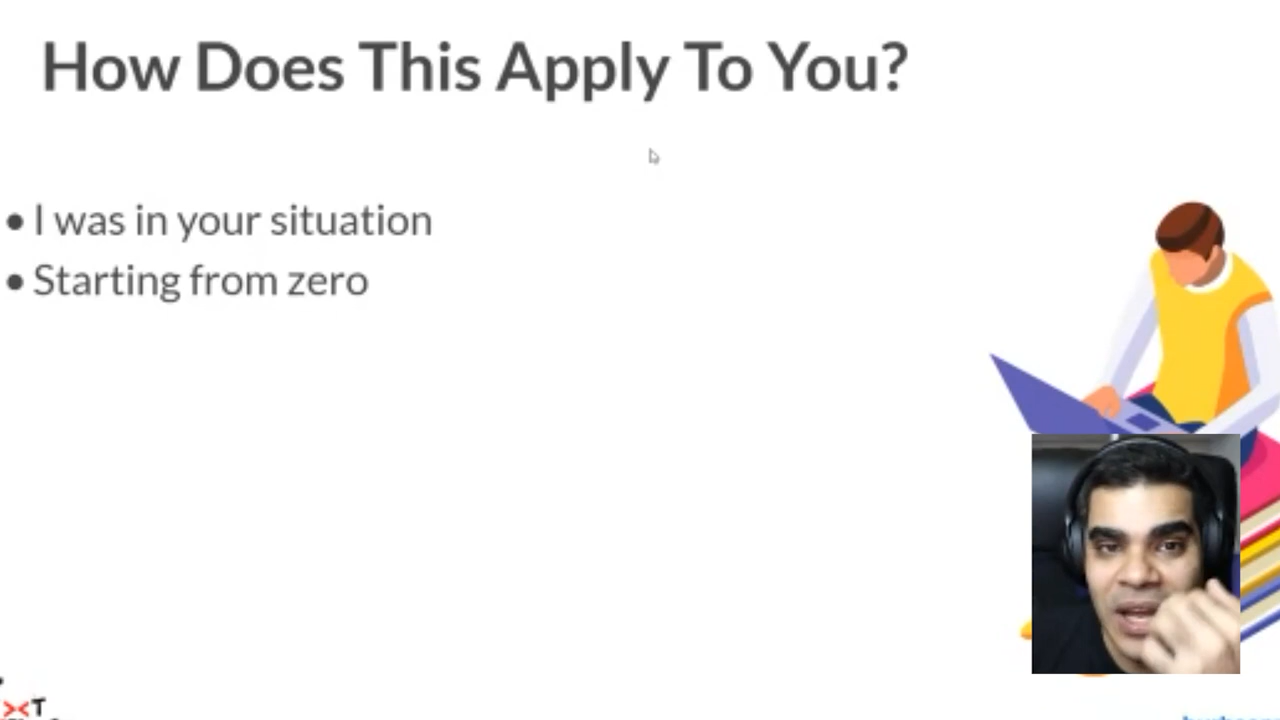 How Does This Apply To You?
• I was in your situation
• Starting from zero